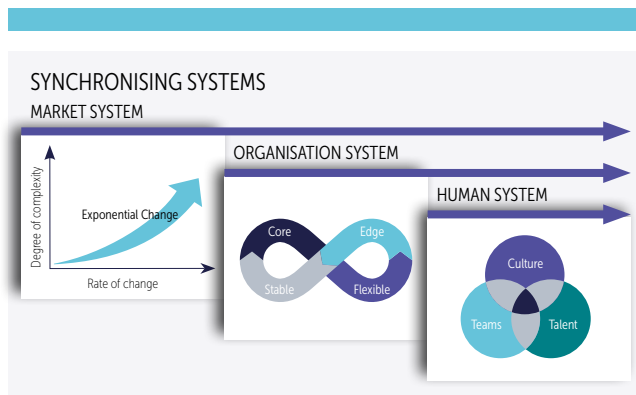 SYNCHRONISING SYSTEMS
MARKET SYSTEM
Degree of complexity
Exponential Change
Rate of change
ORGANISATION SYSTEM
Core
Edge
Stable
Flexible
HUMAN SYSTEM
Culture
Teams
Talent